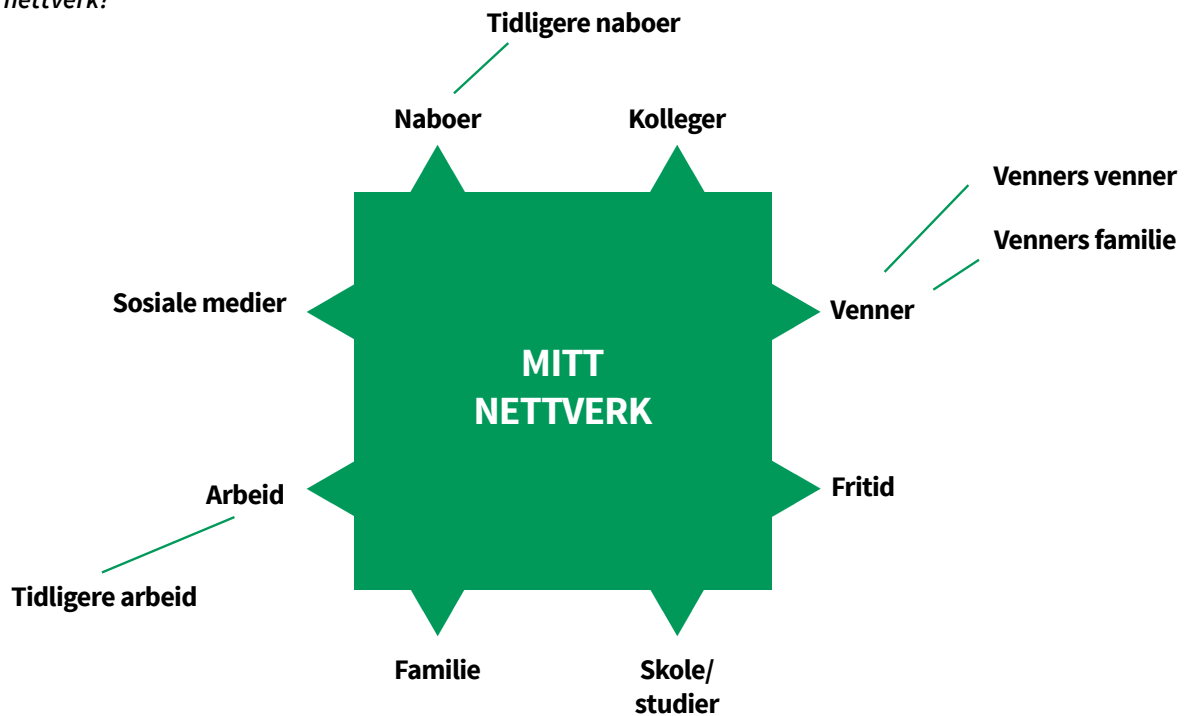 nettverk?
Tidligere naboer
Naboer
Kolleger
Venners venner
Venners familie
Sosiale medier
Venner
MITT
NETTVERK
Arbeid
Fritid
Tidligere arbeid
Familie
Skole/
studier